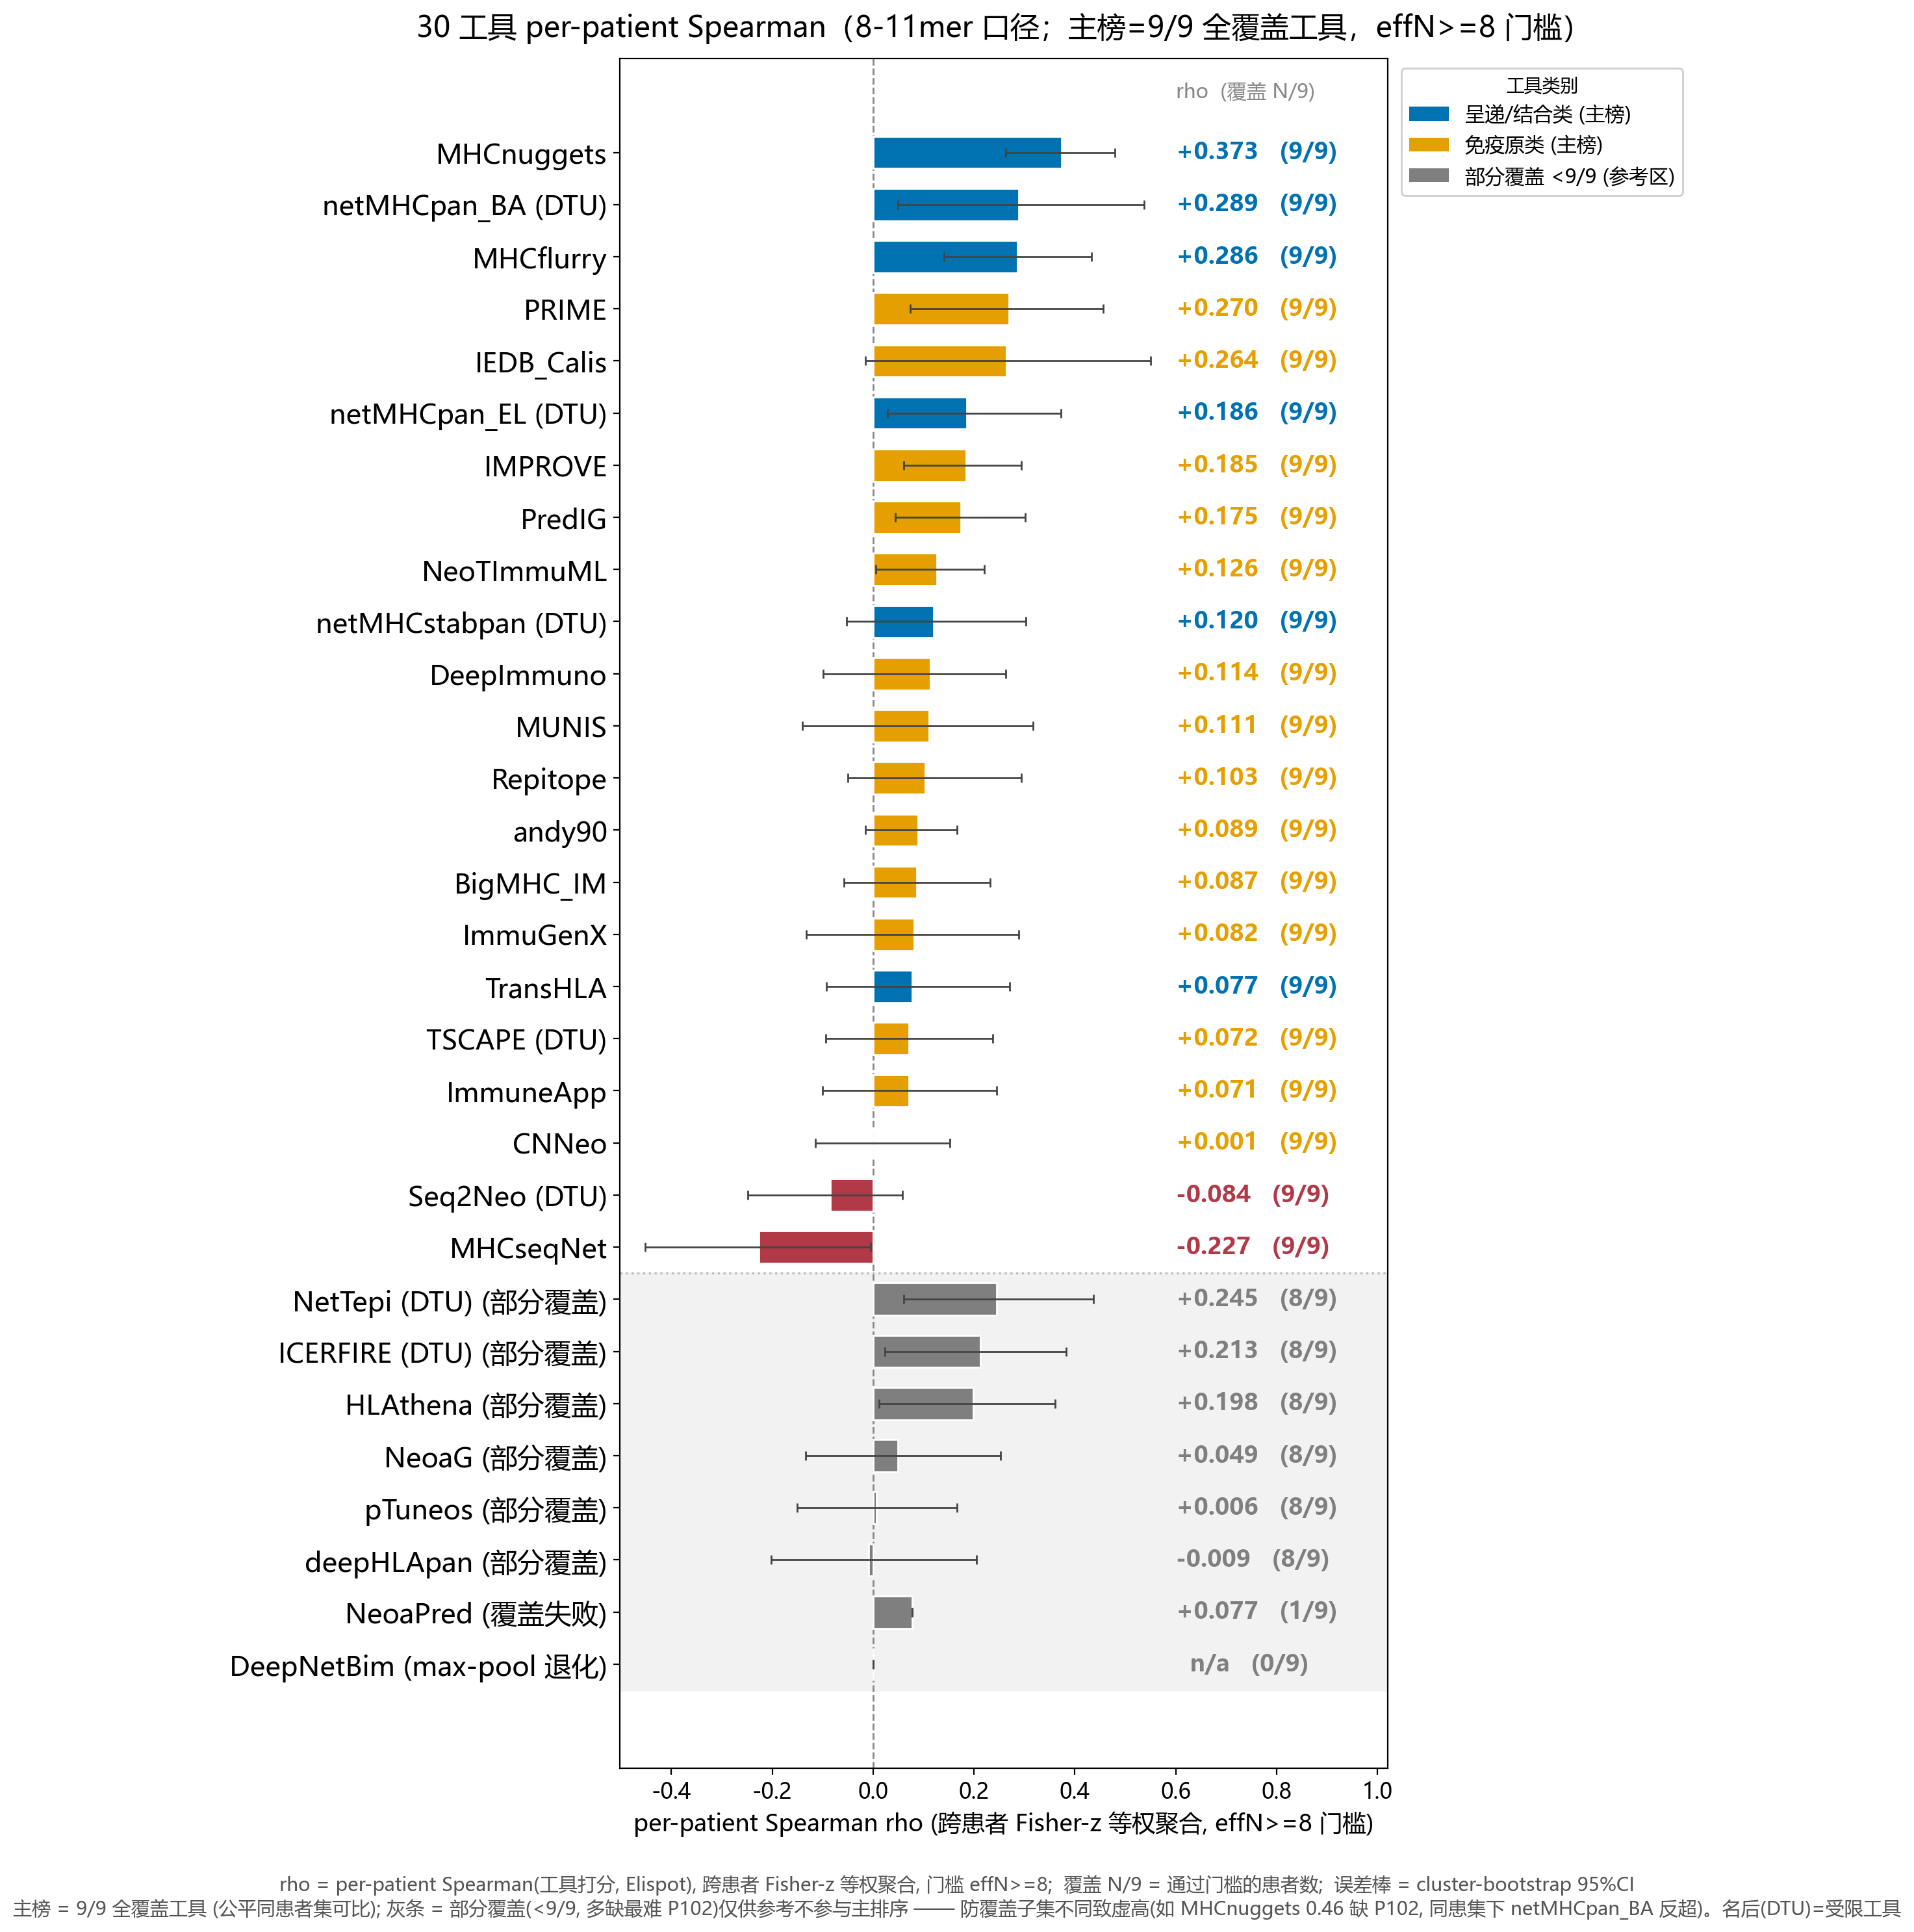 30 工具 per-patient Spearman（8-11mer 口径；主榜=9/9 全覆盖工具，effN>=8 门槛）
rho (覆盖 N/9)
工具类别
呈递/结合类 (主榜)
免疫原类 (主榜)
部分覆盖 <9/9 (参考区)
MHCnuggets +0.373 (9/9)
netMHCpan_BA (DTU) +0.289 (9/9)
MHCflurry +0.286 (9/9)
PRIME +0.270 (9/9)
IEDB_Calis +0.264 (9/9)
netMHCpan_EL (DTU) +0.186 (9/9)
IMPROVE +0.185 (9/9)
PredIG +0.175 (9/9)
NeoTImmuML +0.126 (9/9)
netMHCstabpan (DTU) +0.120 (9/9)
DeepImmuno +0.114 (9/9)
MUNIS +0.111 (9/9)
Repitope +0.103 (9/9)
andy90 +0.089 (9/9)
BigMHC_IM +0.087 (9/9)
ImmuGenX +0.082 (9/9)
TransHLA +0.077 (9/9)
TSCAPE (DTU) +0.072 (9/9)
ImmuneApp +0.071 (9/9)
CNNeo +0.001 (9/9)
Seq2Neo (DTU) -0.084 (9/9)
MHCseqNet -0.227 (9/9)
NetTepi (DTU) (部分覆盖) +0.245 (8/9)
ICERFIRE (DTU) (部分覆盖) +0.213 (8/9)
HLAthena (部分覆盖) +0.198 (8/9)
NeoaG (部分覆盖) +0.049 (8/9)
pTuneos (部分覆盖) +0.006 (8/9)
deepHLApan (部分覆盖) -0.009 (8/9)
NeoaPred (覆盖失败) +0.077 (1/9)
DeepNetBim (max-pool 退化) n/a (0/9)
-0.4 -0.2 0.0 0.2 0.4 0.6 0.8 1.0
per-patient Spearman rho (跨患者 Fisher-z 等权聚合, effN>=8 门槛)
rho = per-patient Spearman(工具打分, Elispot), 跨患者 Fisher-z 等权聚合, 门槛 effN>=8; 覆盖 N/9 = 通过门槛的患者数; 误差棒 = cluster-bootstrap 95%CI
主榜 = 9/9 全覆盖工具 (公平同患者集可比); 灰条 = 部分覆盖(<9/9, 多缺最难 P102)仅供参考不参与主排序 —— 防覆盖子集不同致虚高(如 MHCnuggets 0.46 缺 P102, 同患集下 netMHCpan_BA 反超)。名后(DTU)=受限工具